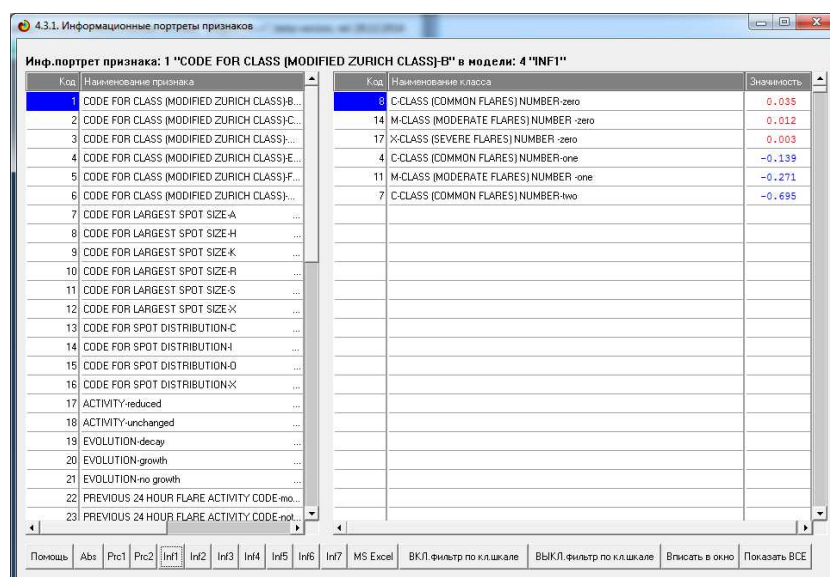 4.3.1. Информационные портреты признаков
Инф.портрет признака: 1 "CODE FOR CLASS (MODIFIED ZURICH CLASS)-B" в модели: 4 "INF1"
Код Наименование признака
1 CODE FOR CLASS (MODIFIED ZURICH CLASS)-B...
2 CODE FOR CLASS (MODIFIED ZURICH CLASS)-C...
3 CODE FOR CLASS (MODIFIED ZURICH CLASS)-...
4 CODE FOR CLASS (MODIFIED ZURICH CLASS)-E...
5 CODE FOR CLASS (MODIFIED ZURICH CLASS)-F...
6 CODE FOR CLASS (MODIFIED ZURICH CLASS)-...
7 CODE FOR LARGEST SPOT SIZE-A ...
8 CODE FOR LARGEST SPOT SIZE-H ...
9 CODE FOR LARGEST SPOT SIZE-K ...
10 CODE FOR LARGEST SPOT SIZE-R ...
11 CODE FOR LARGEST SPOT SIZE-S ...
12 CODE FOR LARGEST SPOT SIZE-X ...
13 CODE FOR SPOT DISTRIBUTION-C ...
14 CODE FOR SPOT DISTRIBUTION-I ...
15 CODE FOR SPOT DISTRIBUTION-O ...
16 CODE FOR SPOT DISTRIBUTION-X ...
17 ACTIVITY-reduced ...
18 ACTIVITY-unchanged ...
19 EVOLUTION-decay ...
20 EVOLUTION-growth ...
21 EVOLUTION-no growth ...
22 PREVIOUS 24 HOUR FLARE ACTIVITY CODE-mo...
23 PREVIOUS 24 HOUR FLARE ACTIVITY CODE-not...
Код Наименование класса Значимость
8 C-CLASS (COMMON FLARES) NUMBER-zero 0.035
14 M-CLASS (MODERATE FLARES) NUMBER -zero 0.012
17 X-CLASS (SEVERE FLARES) NUMBER -zero 0.003
4 C-CLASS (COMMON FLARES) NUMBER-one -0.139
11 M-CLASS (MODERATE FLARES) NUMBER -one -0.271
7 C-CLASS (COMMON FLARES) NUMBER-two -0.695
Помощь Abs Prc1 Prc2 Inf1 Inf2 Inf3 Inf4 Inf5 Inf6 Inf7 MS Excel ВКЛ.фильтр по кл.шкале ВЫКЛ.фильтр по кл.шкале Вписать в окно Показать ВСЕ